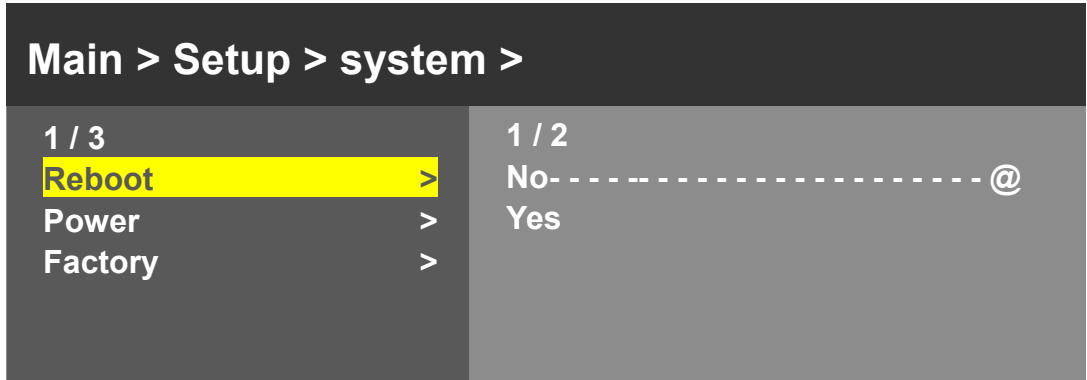 Main > Setup > system >
1 / 3
Reboot >
Power >
Factory >
1 / 2
No- - - - -- - - - - - - - - - - - - - - - @
Yes